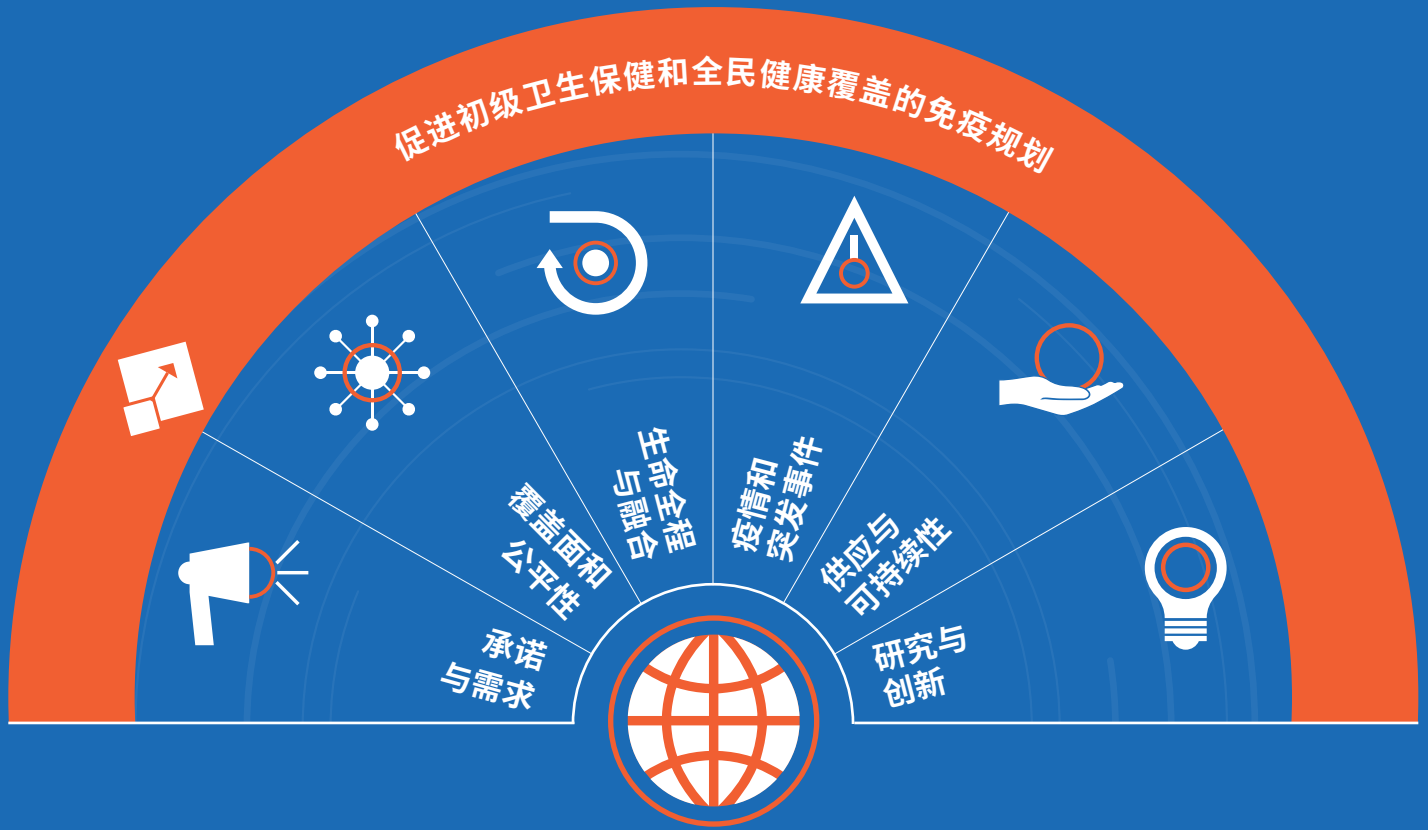 促进初级卫生保健和全民健康覆盖的免疫规划
承诺
与需求
覆盖面和
公平性
生命全程
与融合
疫情和
突发事件
供应与
可持续性
研究与
创新